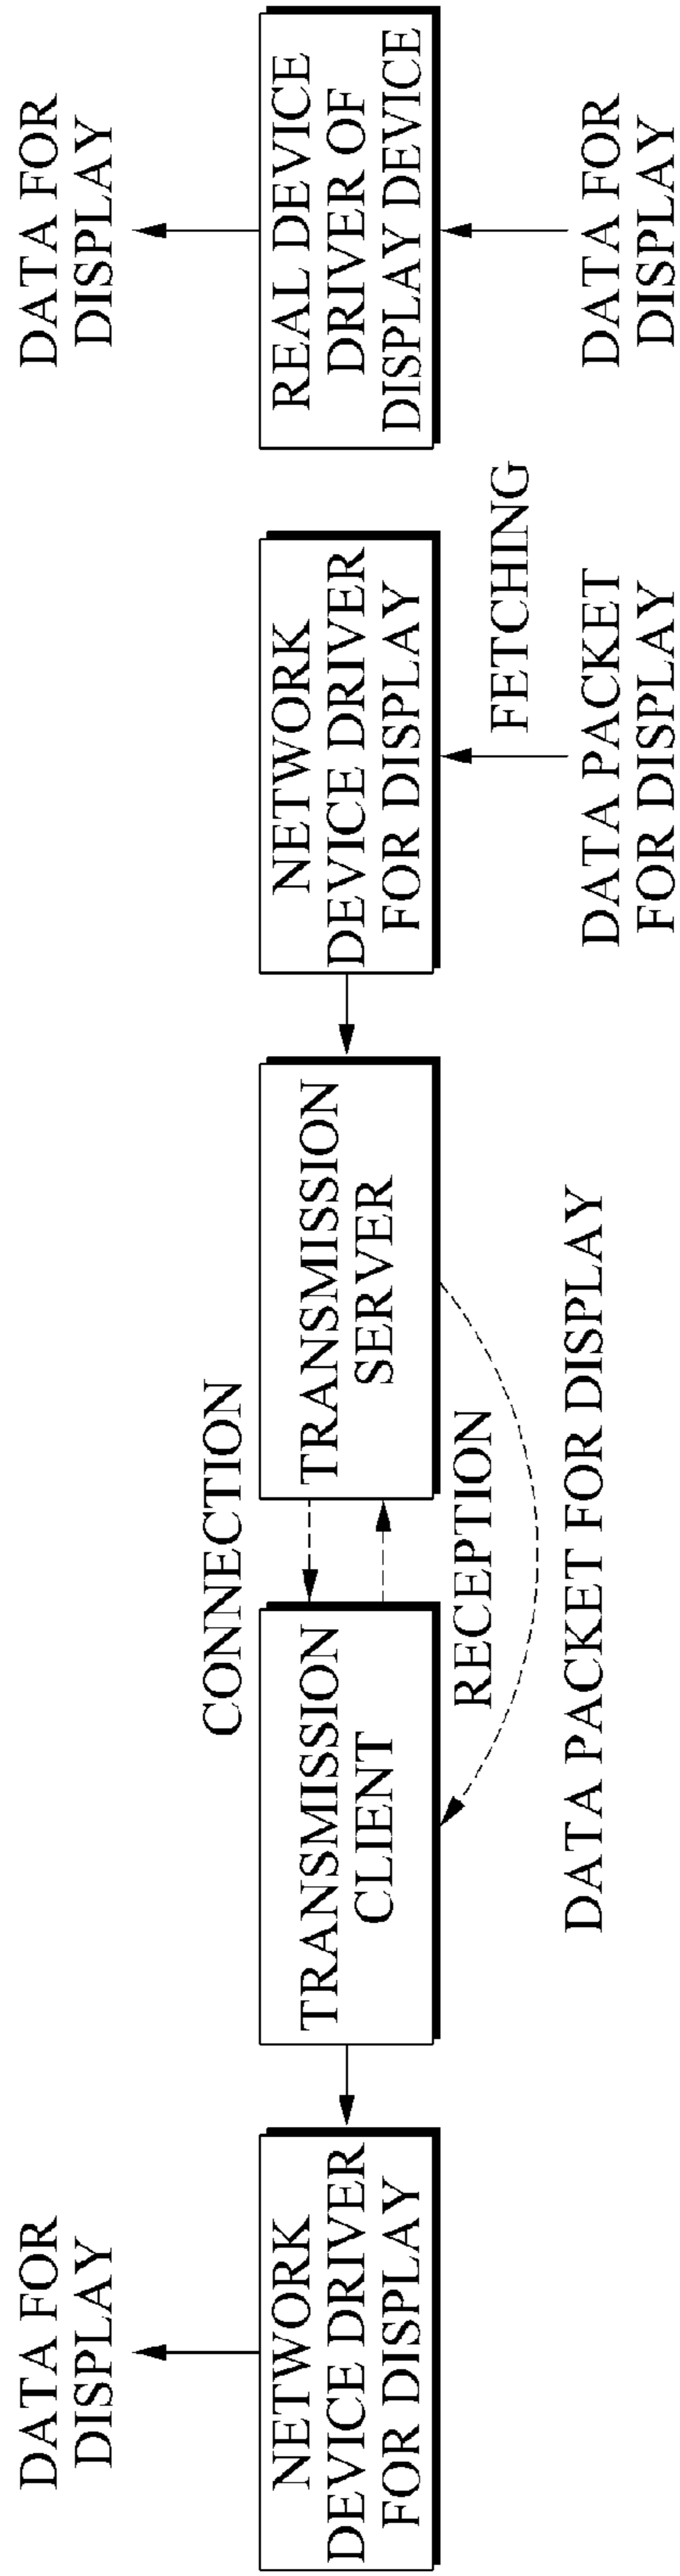 DATA FOR
DISPLAY
DATA FOR
DISPLAY
CONNECTION
NETWORK
DEVICE DRIVER
FOR DISPLAY
TRANSMISSION
CLIENT
TRANSMISSION
SERVER
NETWORK
DEVICE DRIVER
FOR DISPLAY
REAL DEVICE
DRIVER OF
DISPLAY DEVICE
RECEPTION
FETCHING
DATA PACKET FOR DISPLAY
DATA PACKET
FOR DISPLAY
DATA FOR
DISPLAY